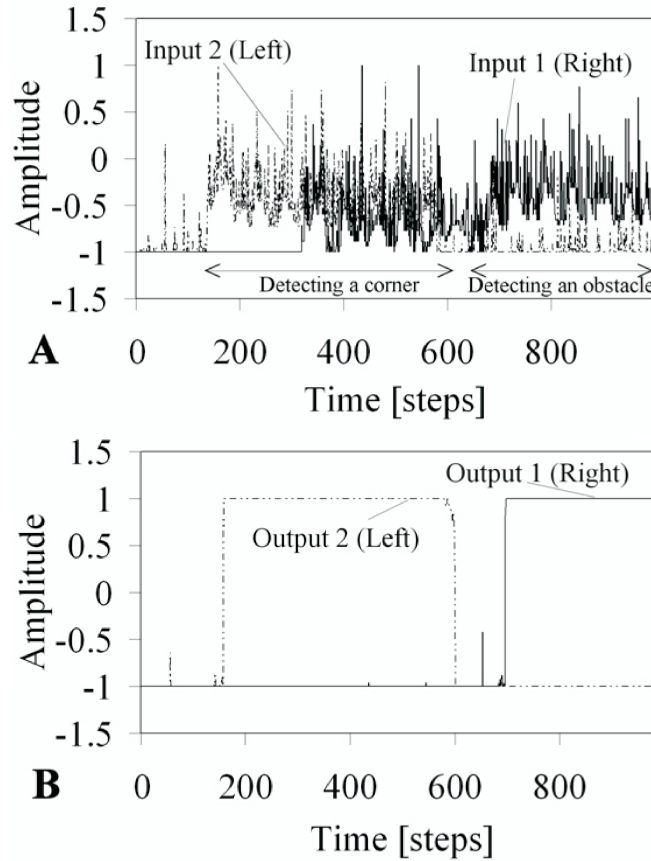 1.5
Input 2 (Left)
Input 1 (Right)
1
0.5
0
-0.5
-1
-1.5
Amplitude
Detecting a corner
Detecting an obstacle
A
0
200
400
600
800
Time [steps]
1.5
Output 1 (Right)
1
0.5
Output 2 (Left)
0
-0.5
-1
-1.5
Amplitude
B
0
200
400
600
800
Time [steps]